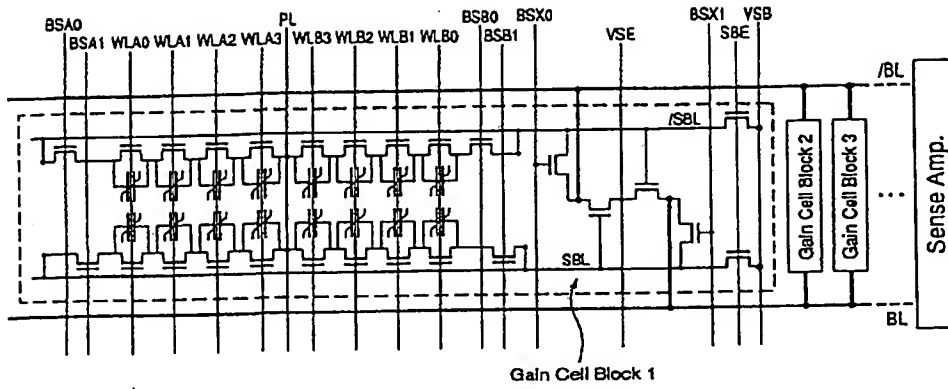 BSA0
BSA1
WLA0
WLA1
WLA2
WLA3
PL
WLB3
WLB2
WLB1
WLB0
BSB0
BSB1
BSX0
VSE
BSX1
SBE
VSB
/BL
/SBL
SBL
BL
Gain Cell Block 2
Gain Cell Block 3
...
Sense Amp.
Gain Cell Block 1